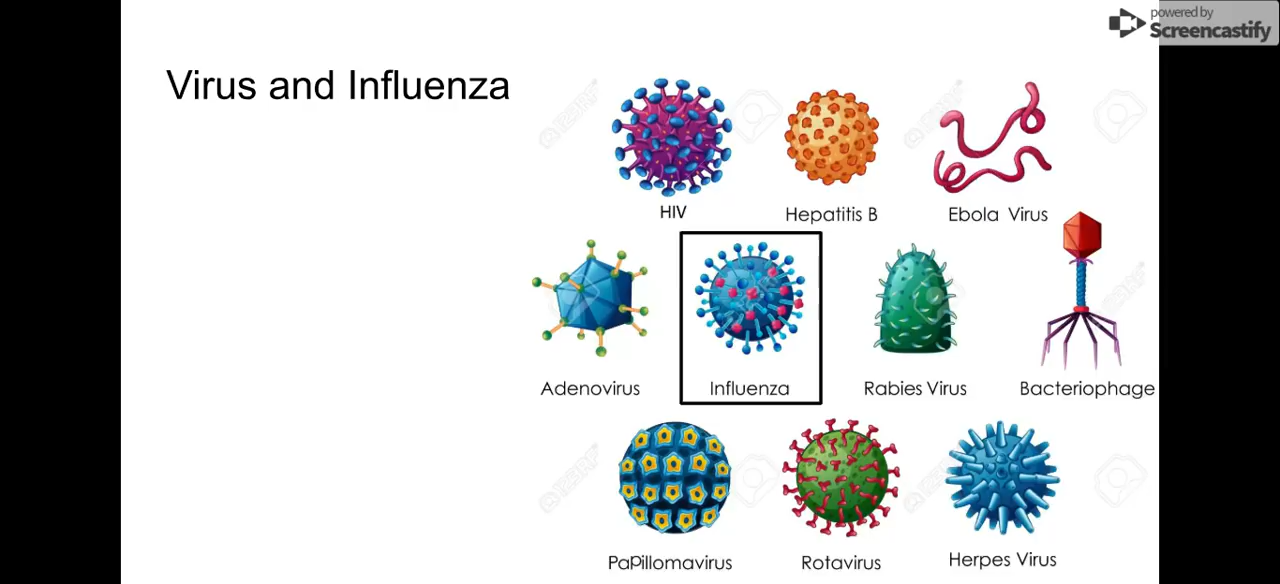 powered by
Screencastify
Virus and Influenza
HIV
Hepatitis B
Ebola Virus
Adenovirus
Influenza
Rabies Virus
Bacteriophage
Papillomavirus
Rotavirus
Herpes Virus